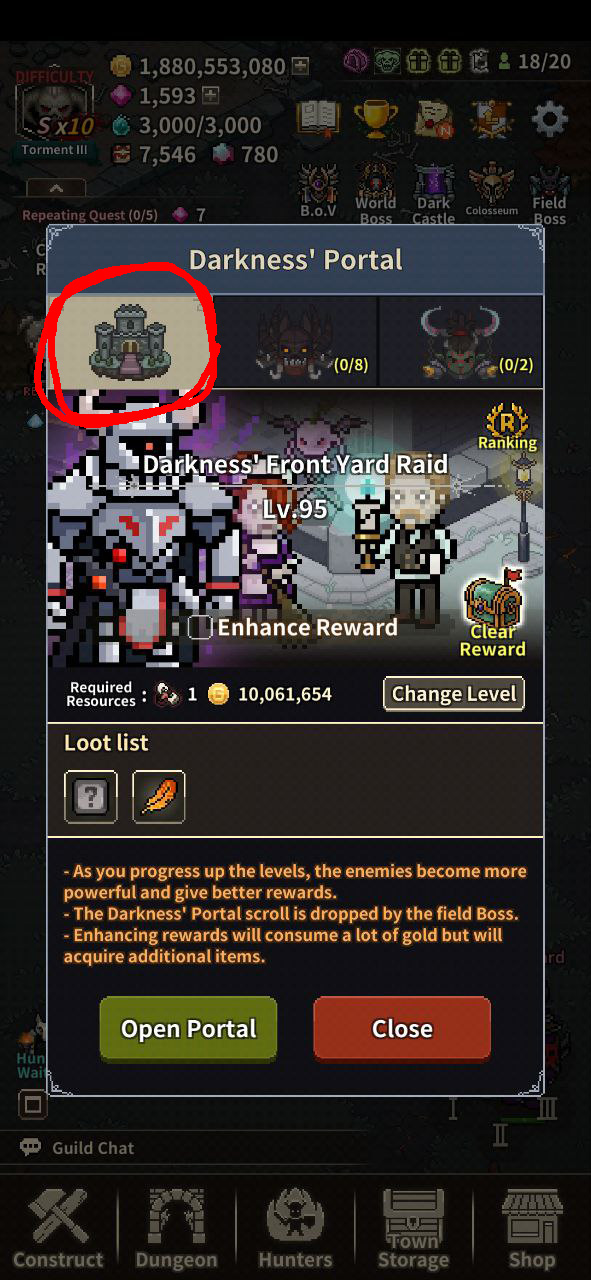 DIFFICULTY
S x10
Torment III
1,880,553,080
1,593
3,000/3,000
7,546 780
18/20
B.o.V
World
Boss
Dark
Castle
Colosseum
Field
Boss
Repeating Quest (0/5) 7
Darkness' Portal
(0/8)
(0/2)
R
Ranking
Darkness' Front Yard Raid
Lv.95
Enhance Reward
Clear
Reward
Required
Resources : 1 10,061,654
Change Level
Loot list
?
- As you progress up the levels, the enemies become more
powerful and give better rewards.
- The Darkness' Portal scroll is dropped by the field Boss.
- Enhancing rewards will consume a lot of gold but will
acquire additional items.
Open Portal
Close
I
II
III
Guild Chat
Construct
Dungeon
Hunters
Town
Storage
Shop